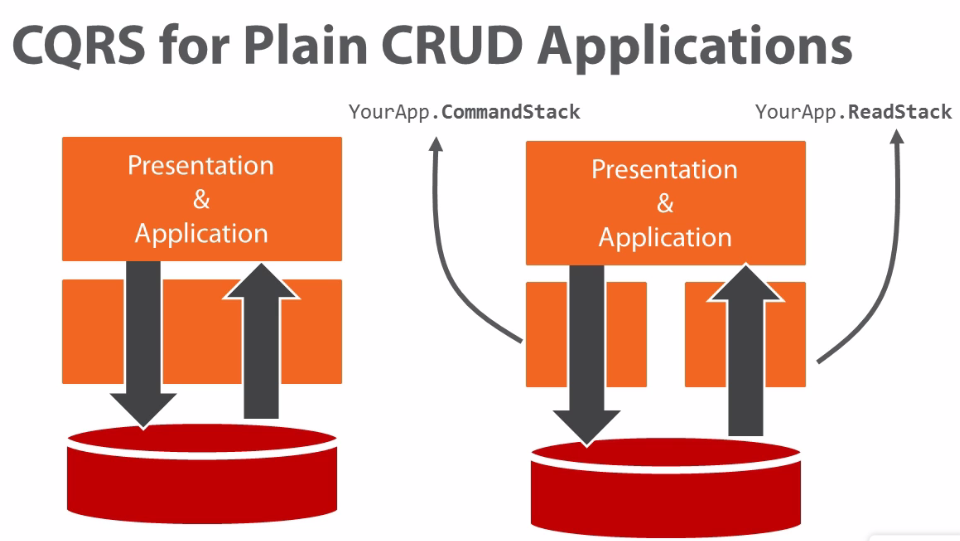 CQRS for Plain CRUD Applications
YourApp.CommandStack
YourApp.ReadStack
Presentation
&
Application
Presentation
&
Application